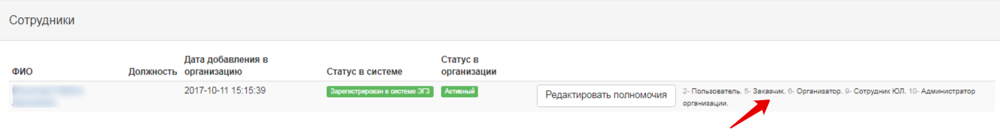 Сотрудники
ФИО
Должность
Дата добавления в
организацию
Статус в системе
Статус в
организации
2017-10-11 15:15:39
Зарегистрирован в системе ЭГЗ
Активный
Редактировать полномочия
2- Пользователь. 5- Заказчик. 6- Организатор. 9- Сотрудник ЮЛ. 10- Администратор
организации.